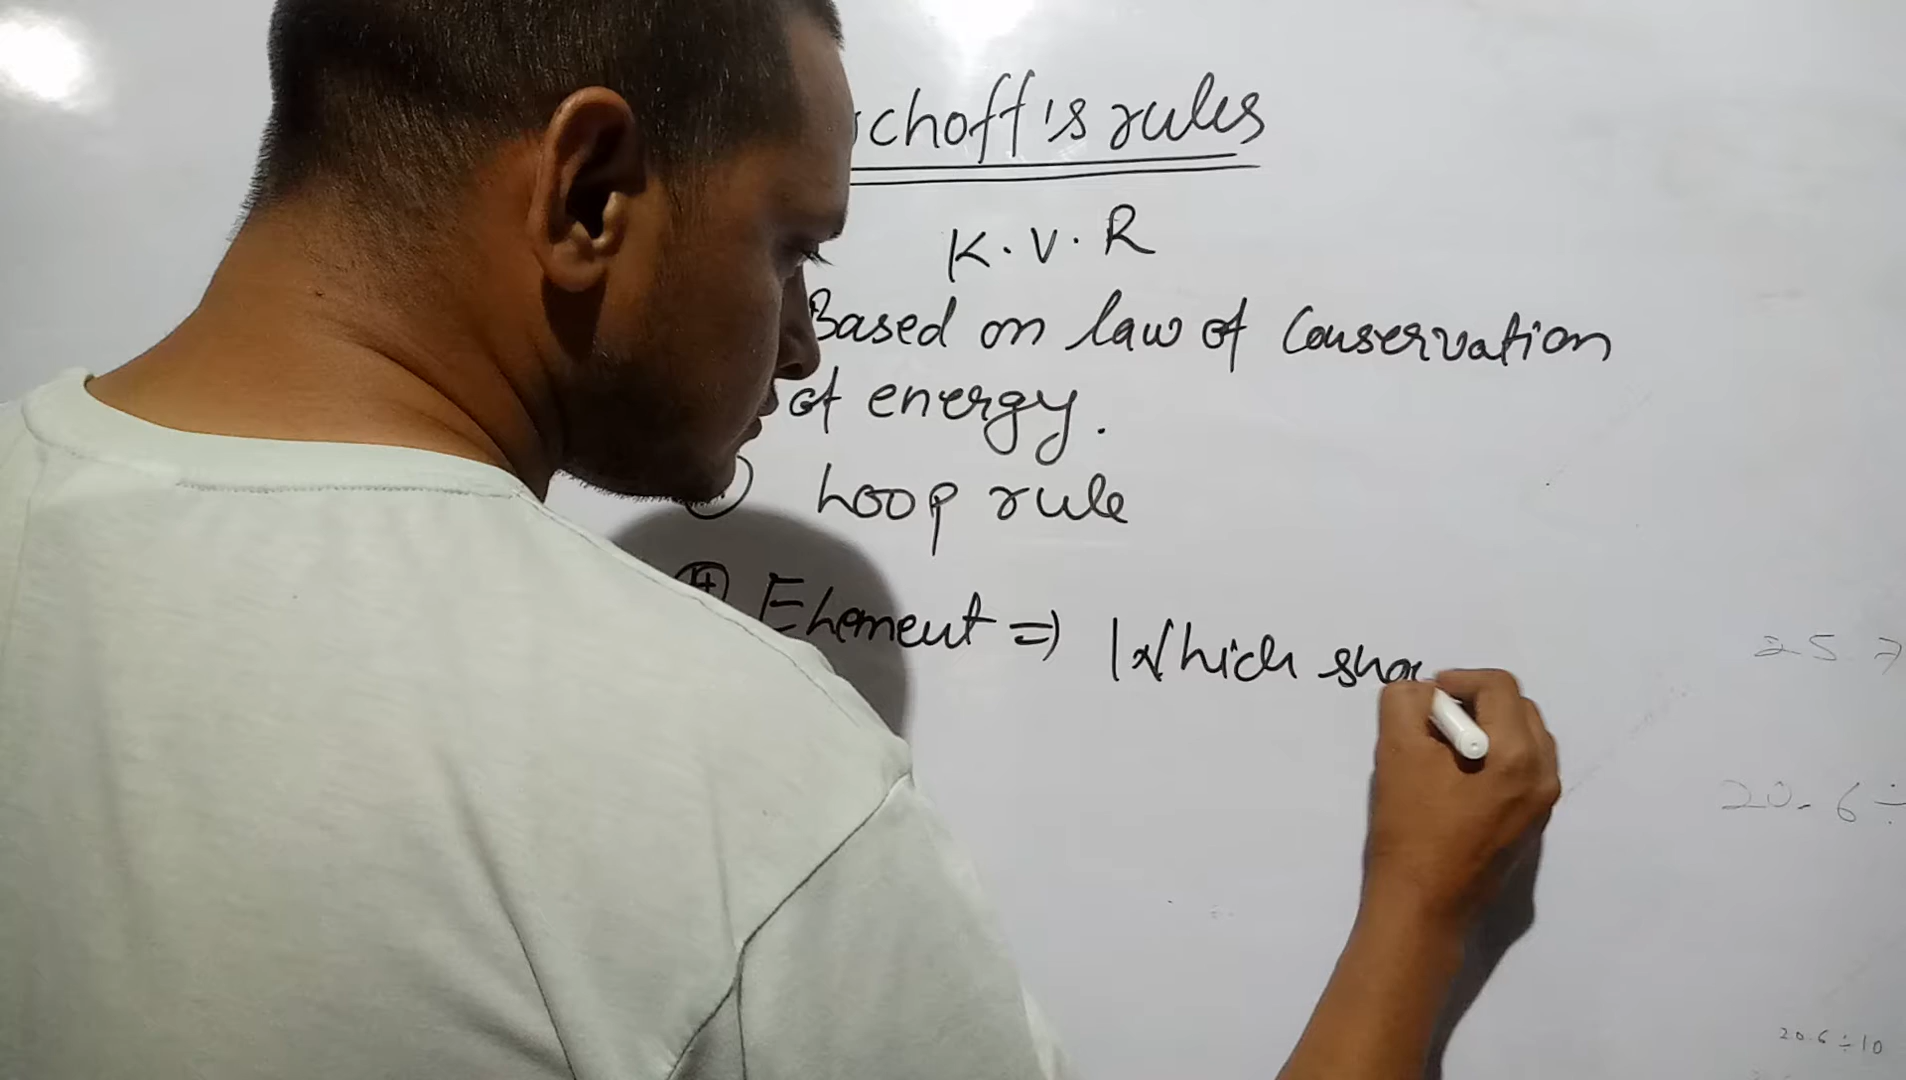 choff's rules
K.V.R
Based on law of Conservation
of energy.
Loop rule
Element => Which
25.7
20.6÷
20.6÷10